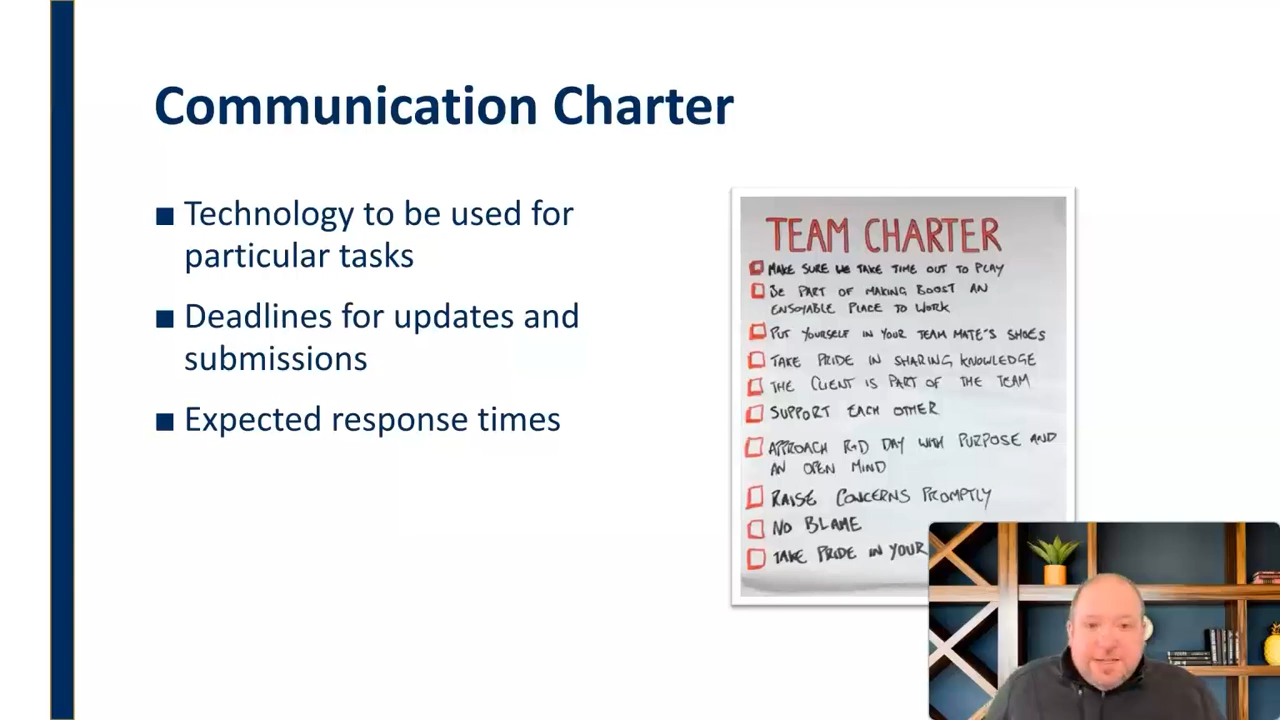 Communication Charter
Technology to be used for
particular tasks
Deadlines for updates and
submissions
Expected response times
TEAM CHARTER
MAKE SURE WE TAKE TIME OUT TO PLAY
BE PART OF MAKING BOOST AN
ENJOYABLE PLACE TO WORK
PUT YOURSELF IN YOUR TEAM MATE'S SHOES
TAKE PRIDE IN SHARING KNOWLEDGE
THE CLIENT IS PART OF THE TEAM
SUPPORT EACH OTHER
APPROACH R+D DAY WITH PURPOSE AND
AN OPEN MIND
RAISE CONCERNS PROMPTLY
NO BLAME
TAKE PRIDE IN YOUR